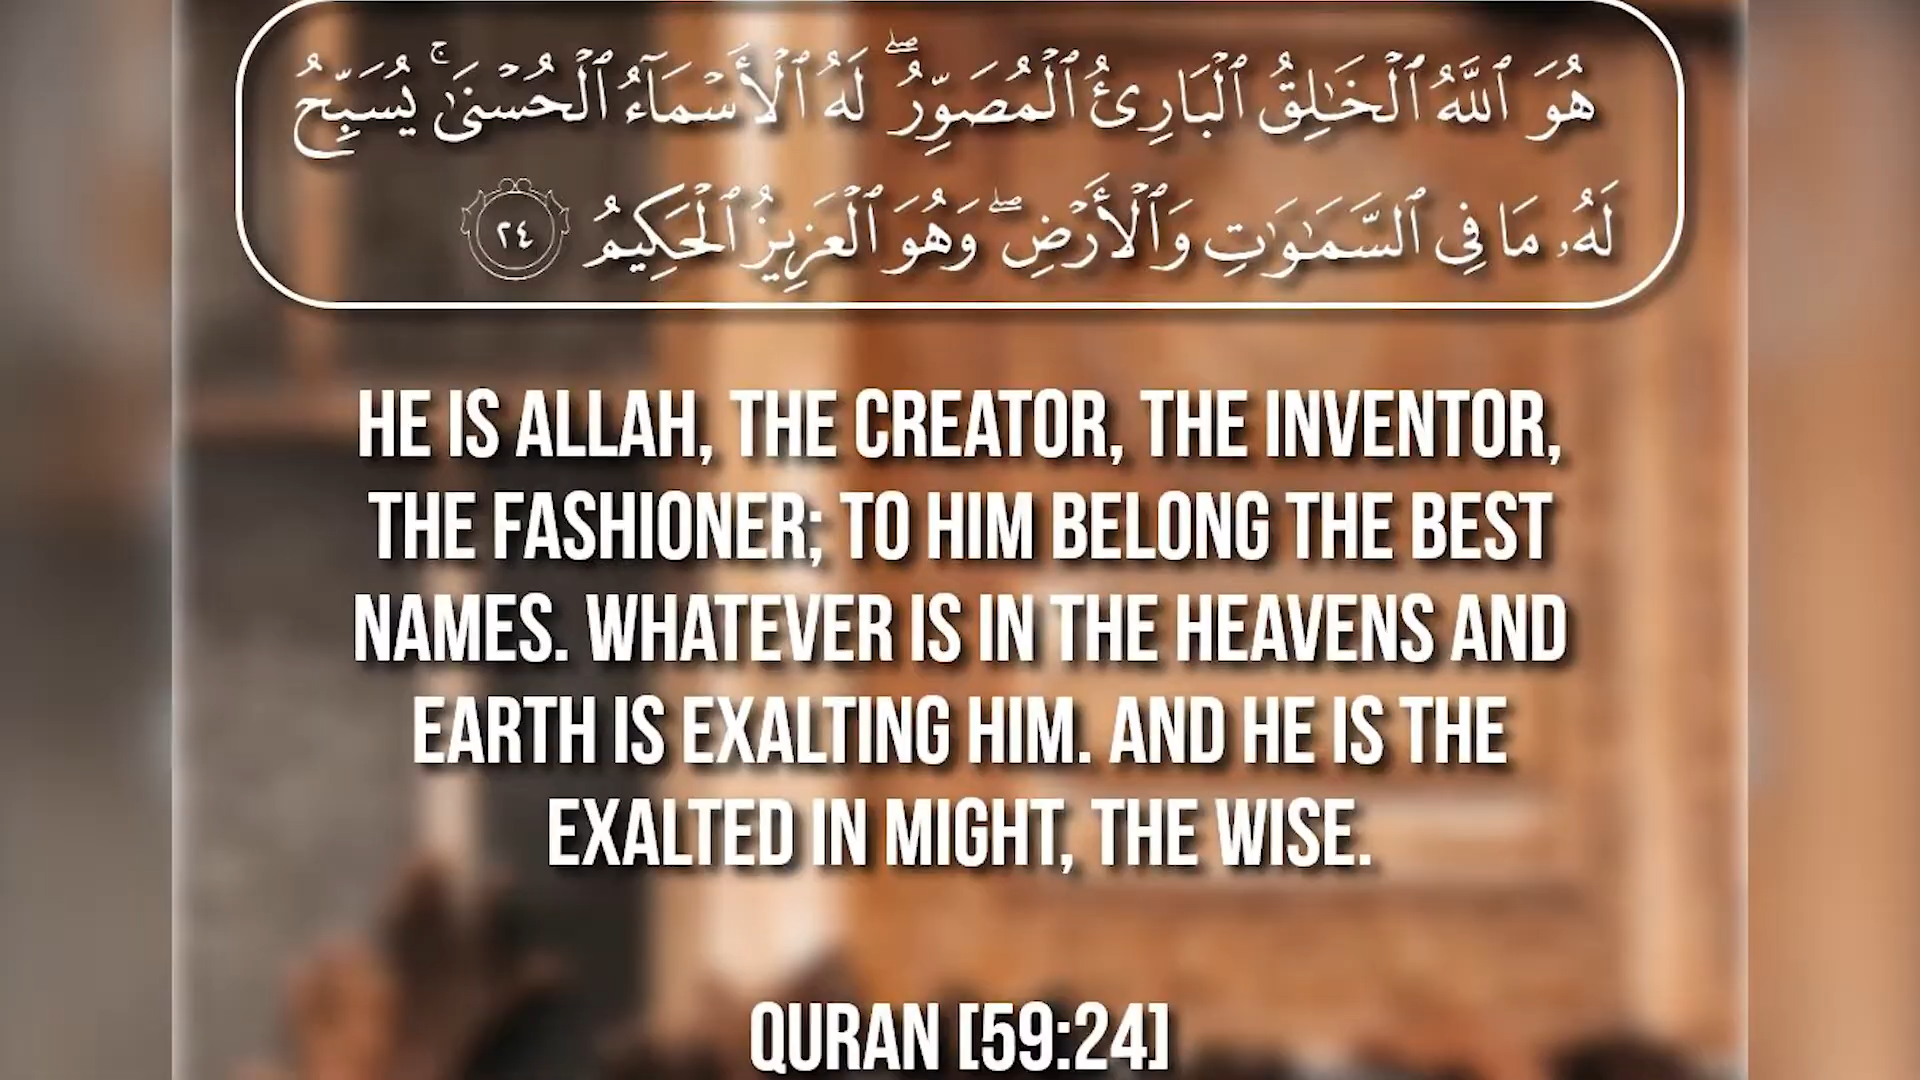 هُوَ ٱللَّهُ ٱلْخَـٰلِقُ ٱلْبَارِئُ ٱلْمُصَوِّرُ ۖ لَهُ ٱلْأَسْمَآءُ ٱلْحُسْنَىٰ ۚ يُسَبِّحُ
لَهُۥ مَا فِى ٱلسَّمَـٰوَٰتِ وَٱلْأَرْضِ ۖ وَهُوَ ٱلْعَزِيزُ ٱلْحَكِيمُ ٢٤
HE IS ALLAH, THE CREATOR, THE INVENTOR,
THE FASHIONER; TO HIM BELONG THE BEST
NAMES. WHATEVER IS IN THE HEAVENS AND
EARTH IS EXALTING HIM. AND HE IS THE
EXALTED IN MIGHT, THE WISE.
QURAN [59:24]